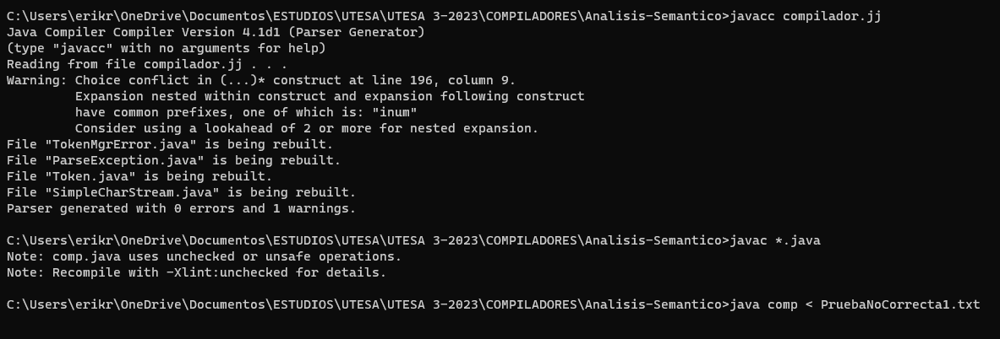 C:\Users\erikr\OneDrive\Documentos\ESTUDIOS\UTESA\UTESA 3-2023\COMPILADORES\Analisis-Semantico>javacc compilador.jj
Java Compiler Compiler Version 4.1d1 (Parser Generator)
(type "javacc" with no arguments for help)
Reading from file compilador.jj . . .
Warning: Choice conflict in (...)* construct at line 196, column 9.
         Expansion nested within construct and expansion following construct
         have common prefixes, one of which is: "inum"
         Consider using a lookahead of 2 or more for nested expansion.
File "TokenMgrError.java" is being rebuilt.
File "ParseException.java" is being rebuilt.
File "Token.java" is being rebuilt.
File "SimpleCharStream.java" is being rebuilt.
Parser generated with 0 errors and 1 warnings.

C:\Users\erikr\OneDrive\Documentos\ESTUDIOS\UTESA\UTESA 3-2023\COMPILADORES\Analisis-Semantico>javac *.java
Note: comp.java uses unchecked or unsafe operations.
Note: Recompile with -Xlint:unchecked for details.

C:\Users\erikr\OneDrive\Documentos\ESTUDIOS\UTESA\UTESA 3-2023\COMPILADORES\Analisis-Semantico>java comp < PruebaNoCorrecta1.txt